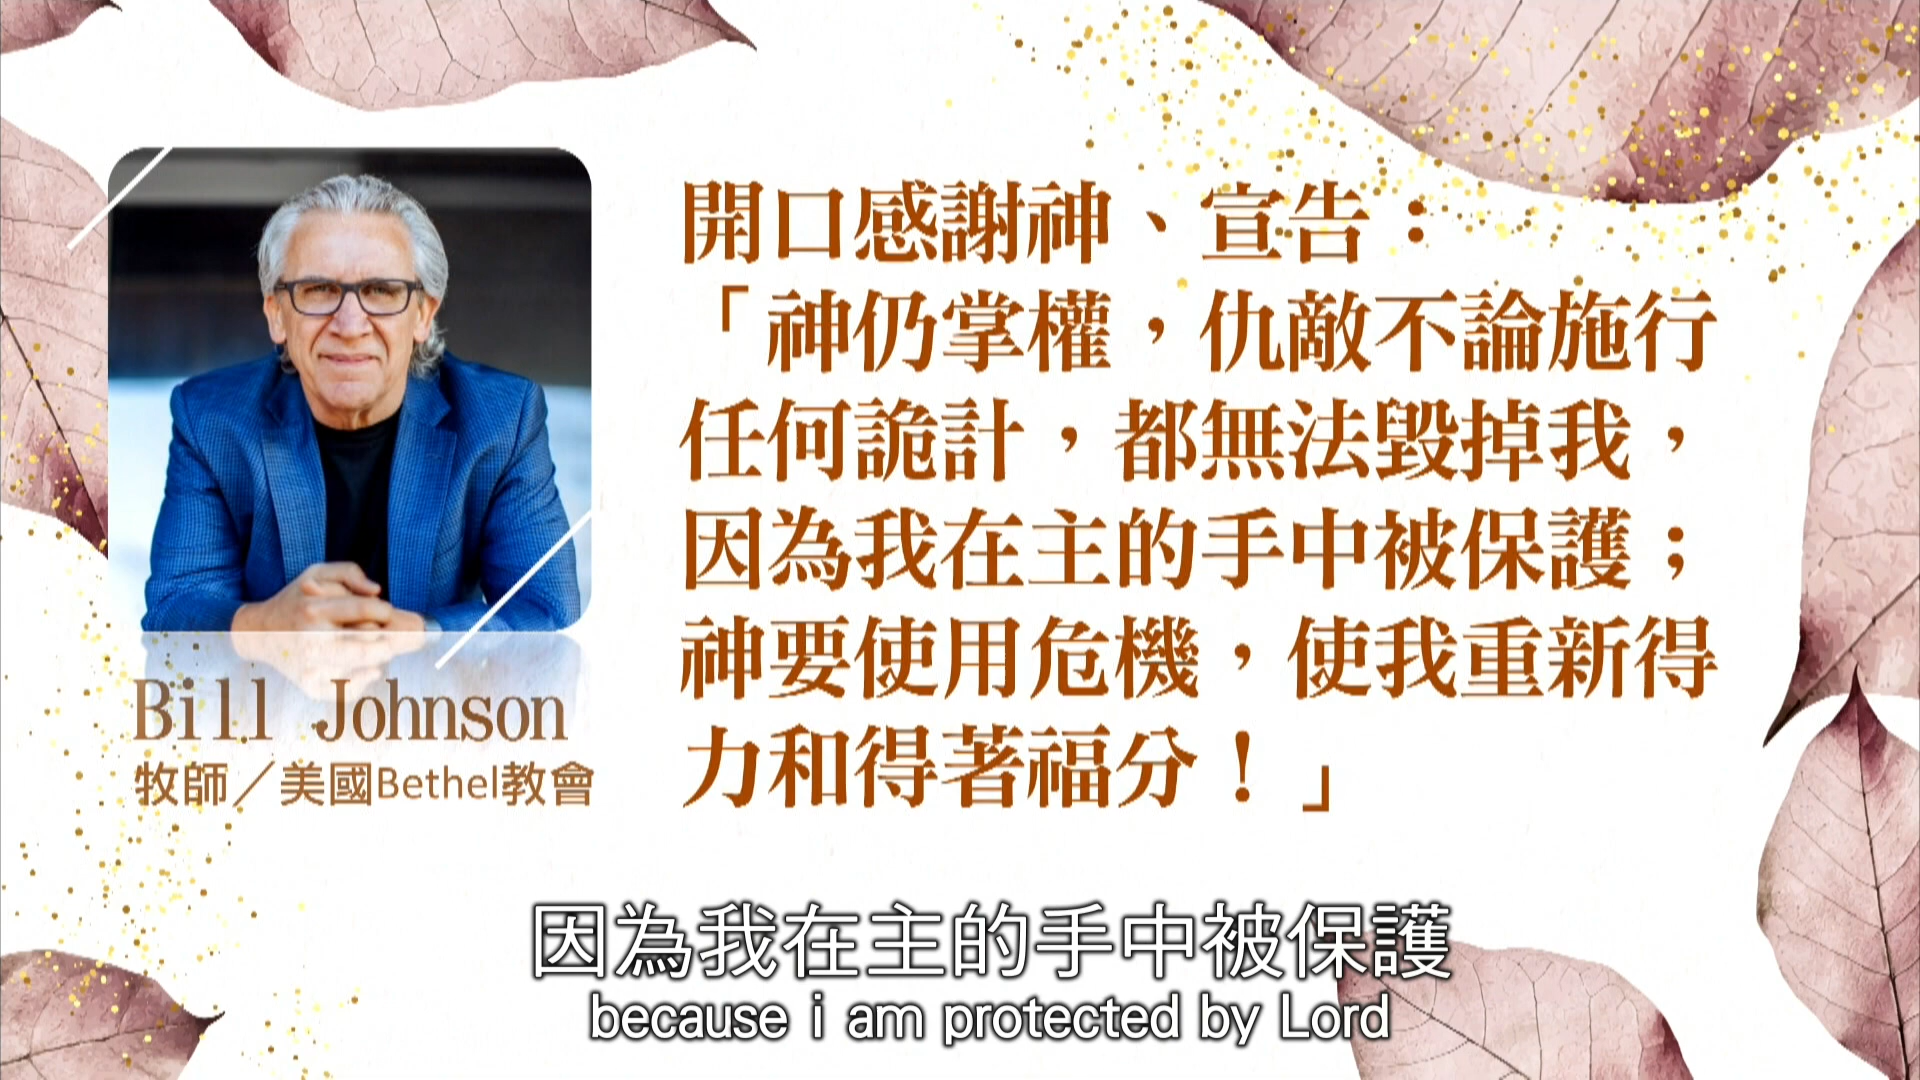 開口感謝神、宣告：
「神仍掌權，仇敵不論施行
任何詭計，都無法毀掉我，
因為我在主的手中被保護；
神要使用危機，使我重新得
力和得著福分！」
Bill Johnson
牧師／美國Bethel教會
因為我在主的手中被保護
because i am protected by Lord